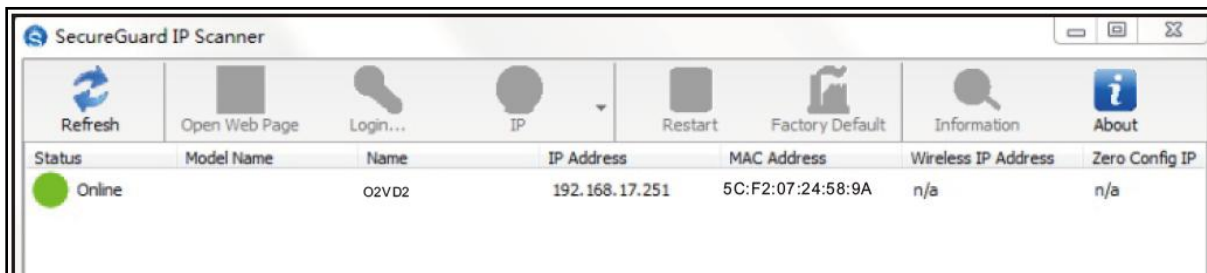 SecureGuard IP Scanner
Refresh Open Web Page Login... IP Restart Factory Default Information About
Status Model Name Name IP Address MAC Address Wireless IP Address Zero Config IP
Online O2VD2 192.168.17.251 5C:F2:07:24:58:9A n/a n/a